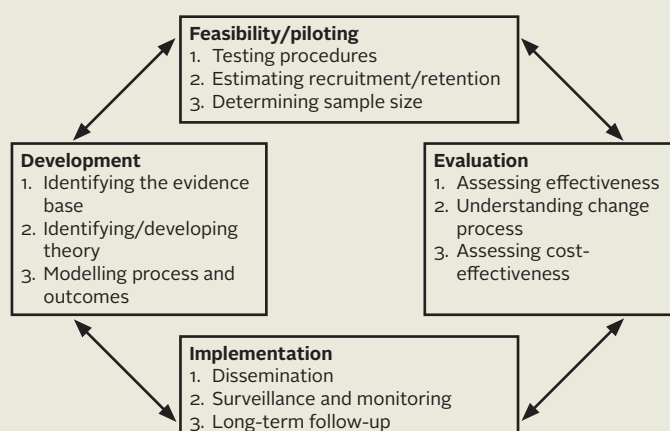 Feasibility/piloting
1. Testing procedures
2. Estimating recruitment/retention
3. Determining sample size
Development
1. Identifying the evidence
base
2. Identifying/developing
theory
3. Modelling process and
outcomes
Evaluation
1. Assessing effectiveness
2. Understanding change
process
3. Assessing cost-
effectiveness
Implementation
1. Dissemination
2. Surveillance and monitoring
3. Long-term follow-up